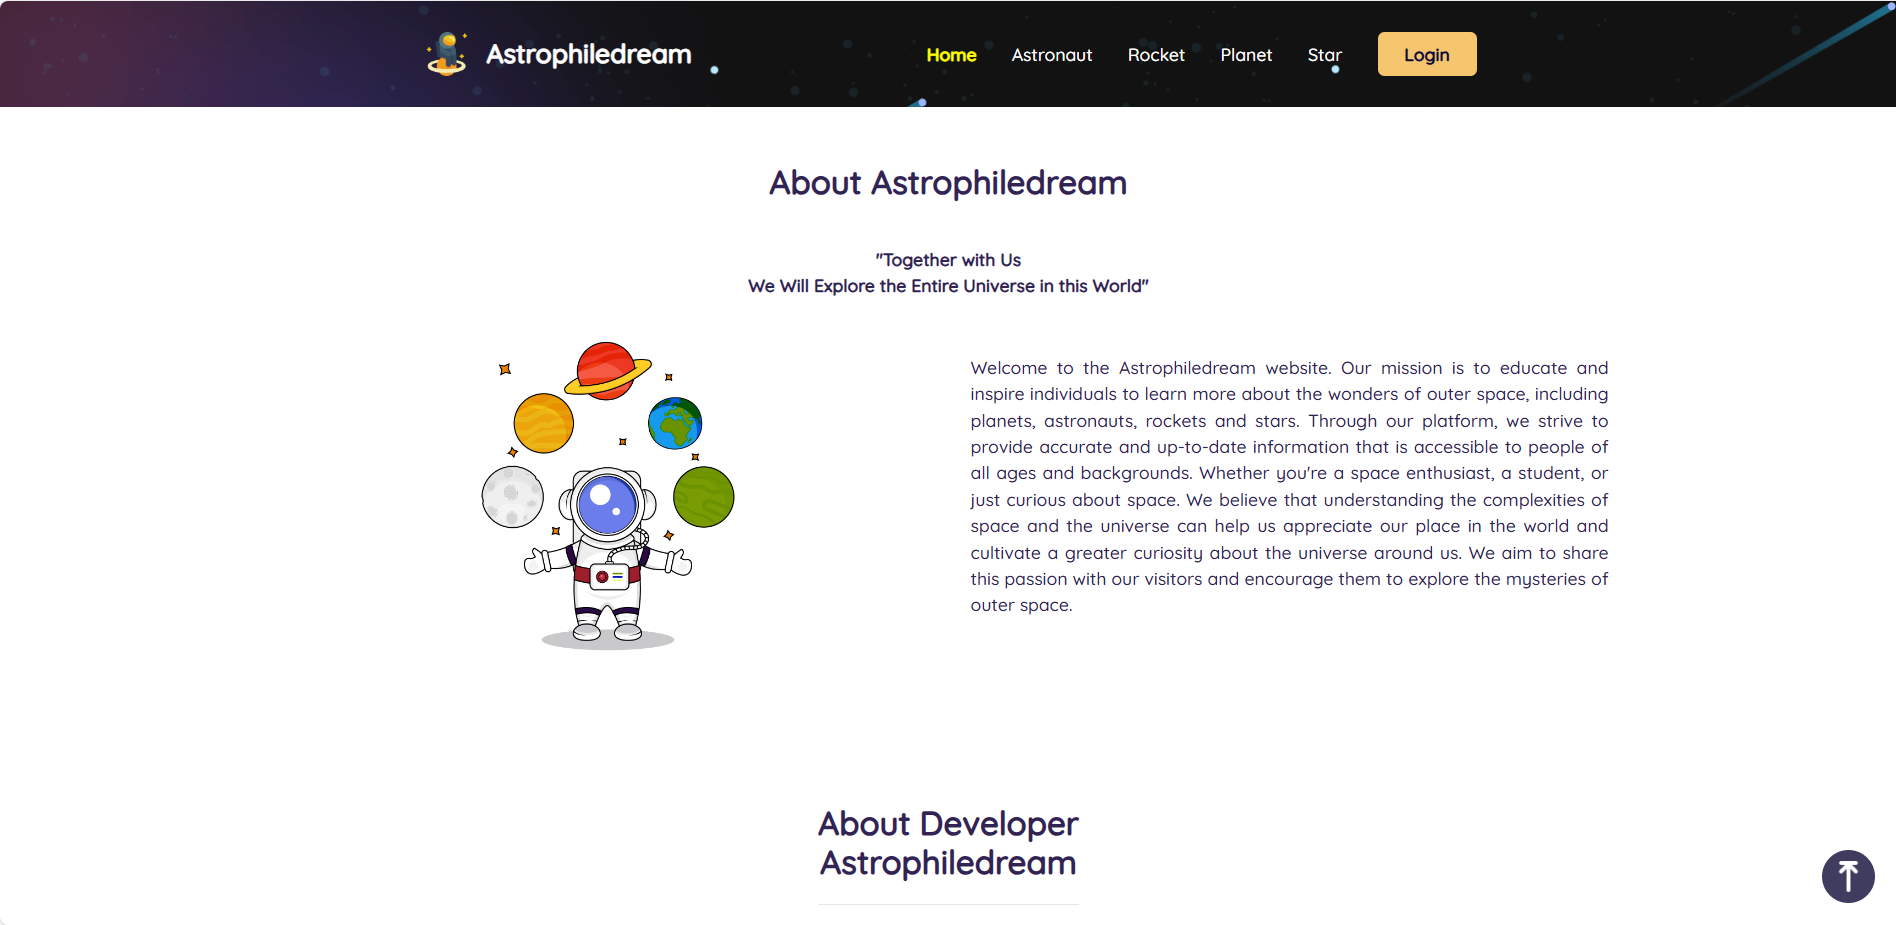 Astrophiledream
Home Astronaut Rocket Planet Star Login
About Astrophiledream
"Together with Us
We Will Explore the Entire Universe in this World"
Welcome to the Astrophiledream website. Our mission is to educate and
inspire individuals to learn more about the wonders of outer space, including
planets, astronauts, rockets and stars. Through our platform, we strive to
provide accurate and up-to-date information that is accessible to people of
all ages and backgrounds. Whether you're a space enthusiast, a student, or
just curious about space. We believe that understanding the complexities of
space and the universe can help us appreciate our place in the world and
cultivate a greater curiosity about the universe around us. We aim to share
this passion with our visitors and encourage them to explore the mysteries of
outer space.
About Developer
Astrophiledream